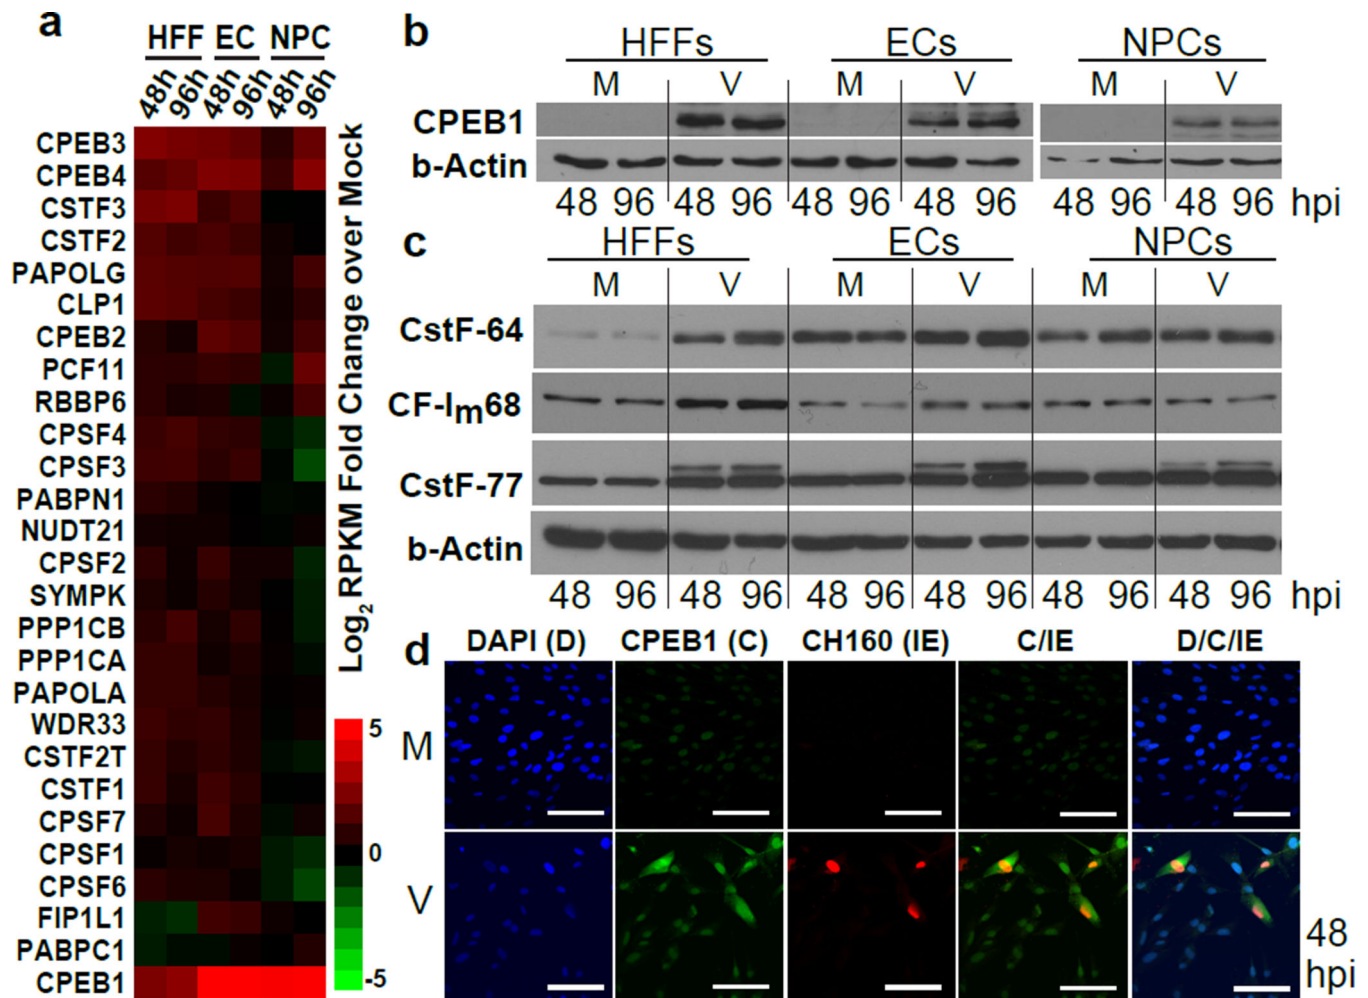 a
HFF EC NPC
48h 96h 48h 96h 48h 96h
CPEB3
CPEB4
CSTF3
CSTF2
PAPOLG
CLP1
CPEB2
PCF11
RBBP6
CPSF4
CPSF3
PABPN1
NUDT21
CPSF2
SYMPK
PPP1CB
PPP1CA
PAPOLA
WDR33
CSTF2T
CSTF1
CPSF7
CPSF1
CPSF6
FIP1L1
PABPC1
CPEB1
Log2 RPKM Fold Change over Mock
5
0
-5
b
HFFs ECs NPCs
M V M V M V
CPEB1
b-Actin
48 96 48 96 48 96 48 96 48 96 48 96 hpi
c
HFFs ECs NPCs
M V M V M V
CstF-64
CF-Im68
CstF-77
b-Actin
48 96 48 96 48 96 48 96 48 96 48 96 hpi
d
DAPI (D) CPEB1 (C) CH160 (IE) C/IE D/C/IE
M
V
48
hpi